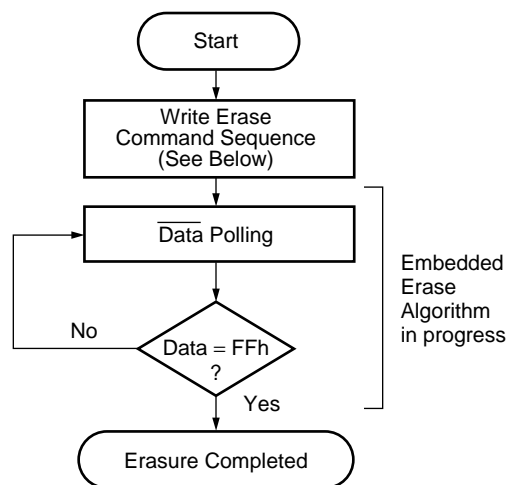 Start
Write Erase
Command Sequence
(See Below)
Data Polling
Embedded
Erase
Algorithm
in progress
No
Data = FFh
?
Yes
Erasure Completed